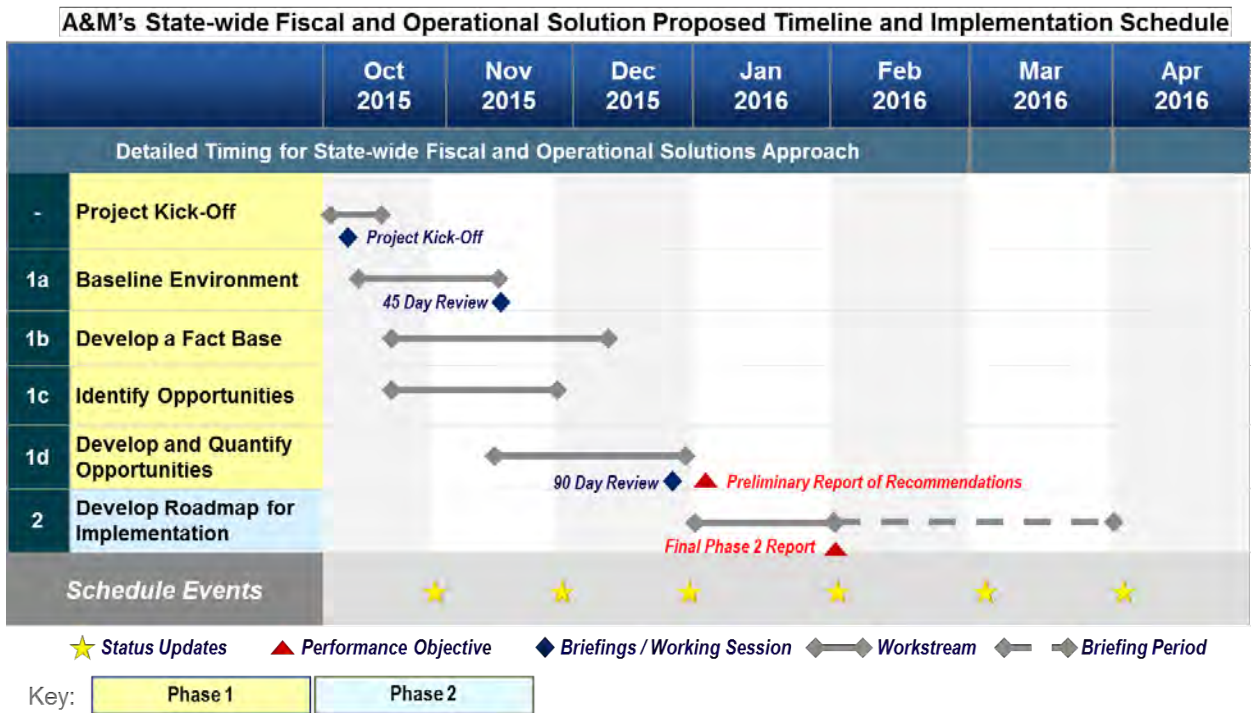 A&M's State-wide Fiscal and Operational Solution Proposed Timeline and Implementation Schedule
Oct 2015
Nov 2015
Dec 2015
Jan 2016
Feb 2016
Mar 2016
Apr 2016
Detailed Timing for State-wide Fiscal and Operational Solutions Approach
- Project Kick-Off
Project Kick-Off
1a Baseline Environment
45 Day Review
1b Develop a Fact Base
1c Identify Opportunities
1d Develop and Quantify
Opportunities
90 Day Review
Preliminary Report of Recommendations
2 Develop Roadmap for
Implementation
Final Phase 2 Report
Schedule Events
Status Updates
Performance Objective
Briefings / Working Session
Workstream
Briefing Period
Key: Phase 1 Phase 2